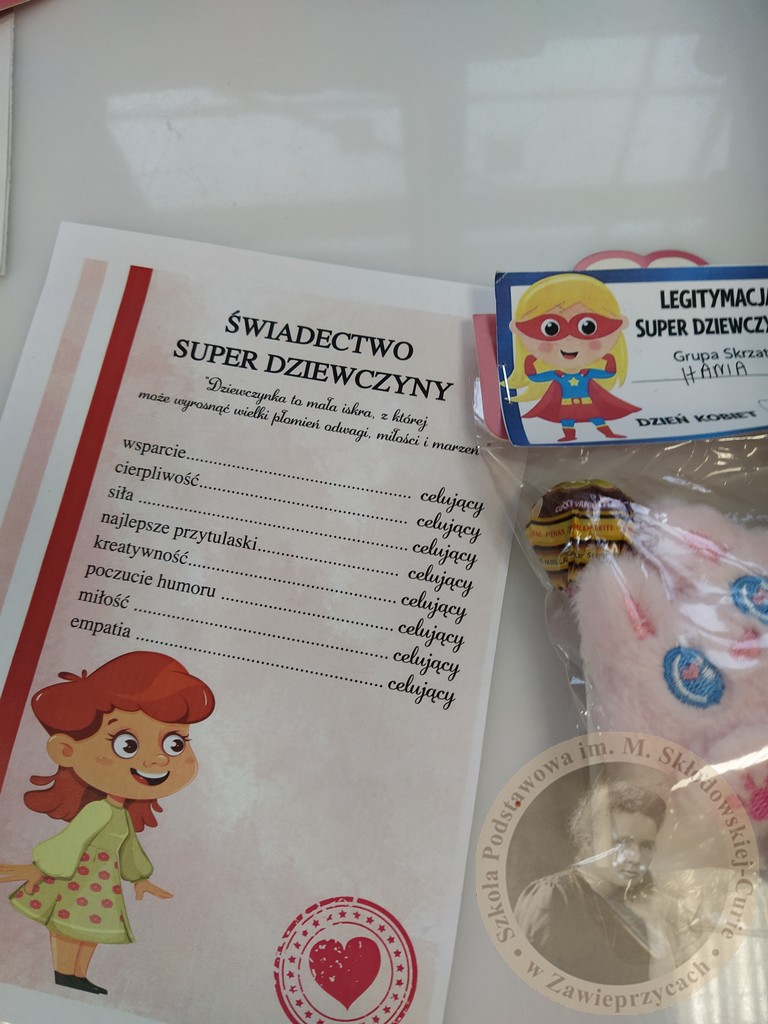 ŚWIADECTWO
SUPER DZIEWCZYNY
"Dziewczynka to mała iskra, z której
może wyrosnąć wielki płomień odwagi, miłości i marzeń
wsparcie.................................................. celujący
cierpliwość.............................................. celujący
siła .......................................................... celujący
najlepsze przytulaski.............................. celujący
kreatywność........................................... celujący
poczucie humoru .................................... celujący
miłość ..................................................... celujący
empatia ................................................... celujący
LEGITYMACJA
SUPER DZIEWCZY
Grupa Skrzat
HANIA
DZIEŃ KOBIET
Szkoła Podstawowa im. M. Skłodowskiej-Curie
• w Zawieprzycach •